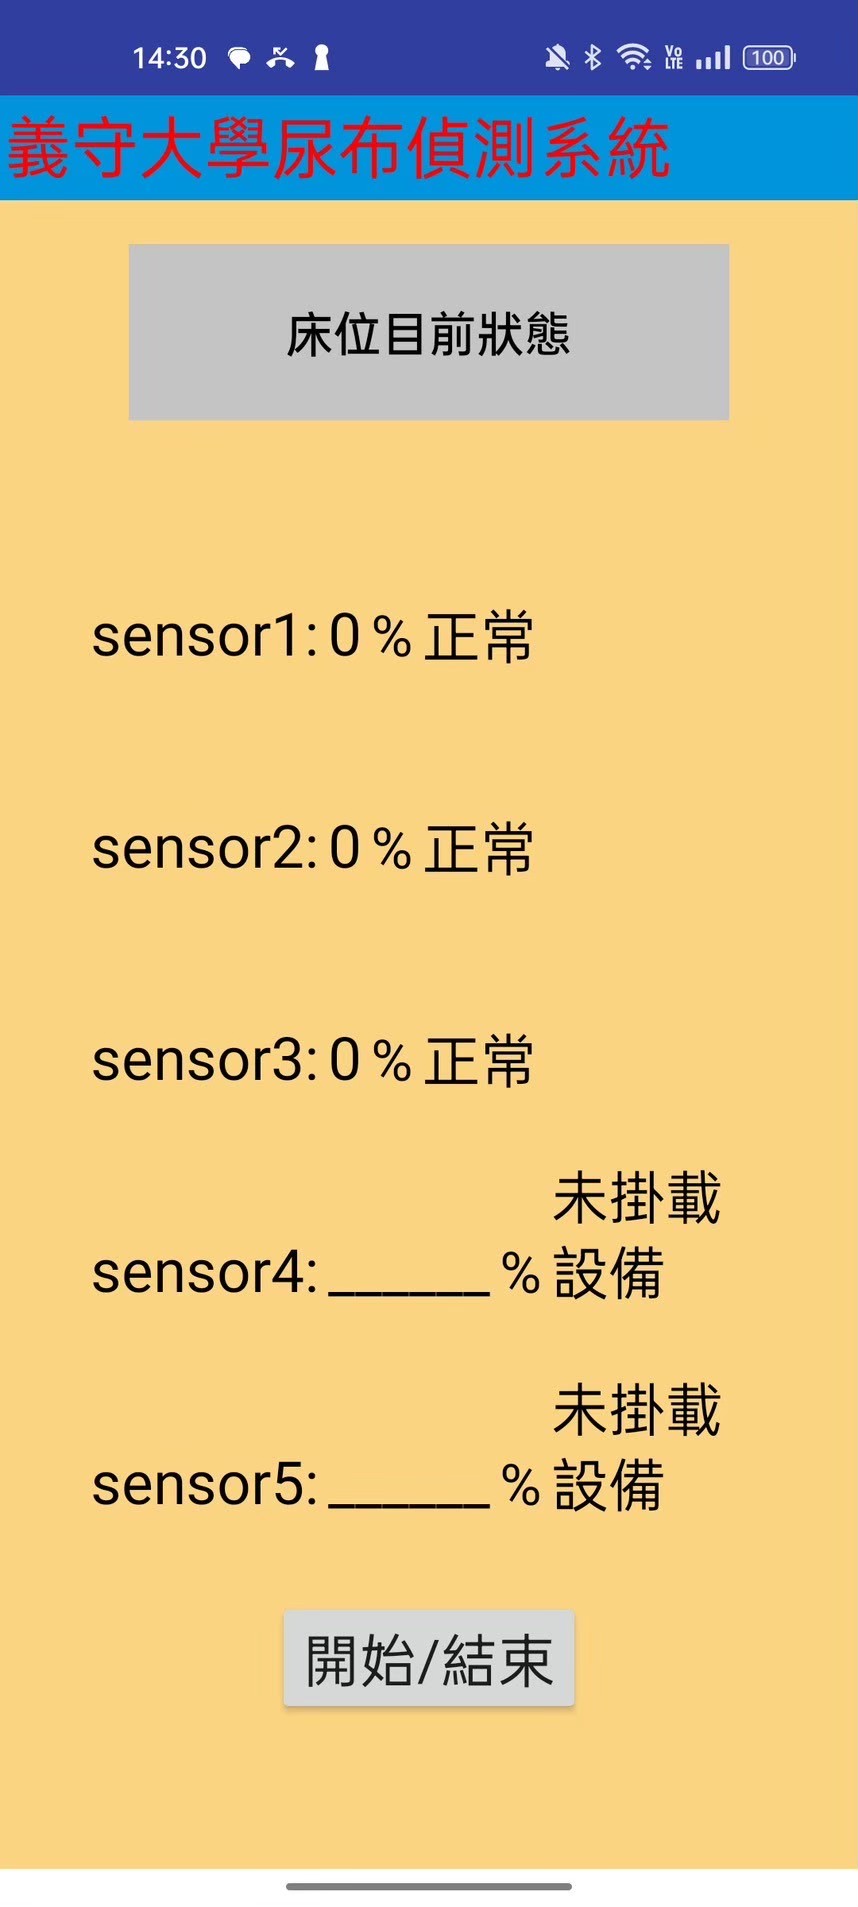 14:30 VoLTE 100
義守大學尿布偵測系統
床位目前狀態
sensor1: 0 % 正常
sensor2: 0 % 正常
sensor3: 0 % 正常
未掛載
sensor4: ______ % 設備
未掛載
sensor5: ______ % 設備
開始/結束